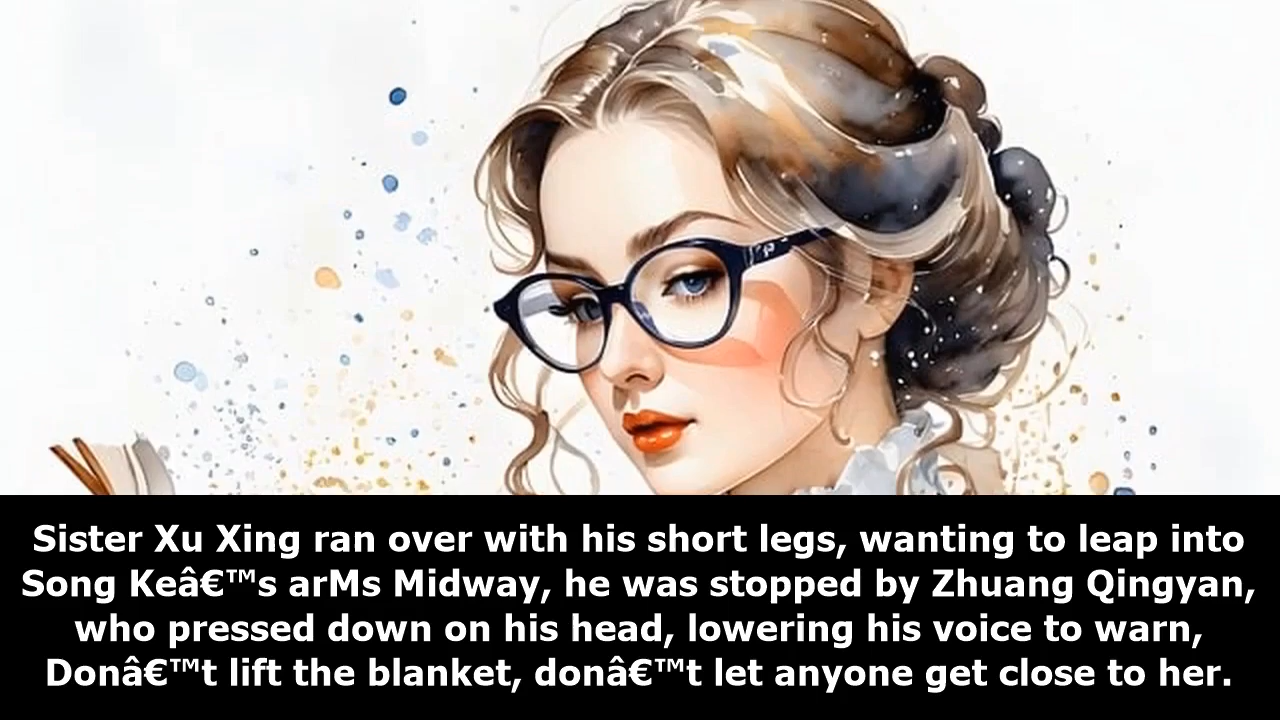 Sister Xu Xing ran over with his short legs, wanting to leap into
Song Keâ€™s arMs Midway, he was stopped by Zhuang Qingyan,
who pressed down on his head, lowering his voice to warn,
Donâ€™t lift the blanket, donâ€™t let anyone get close to her.